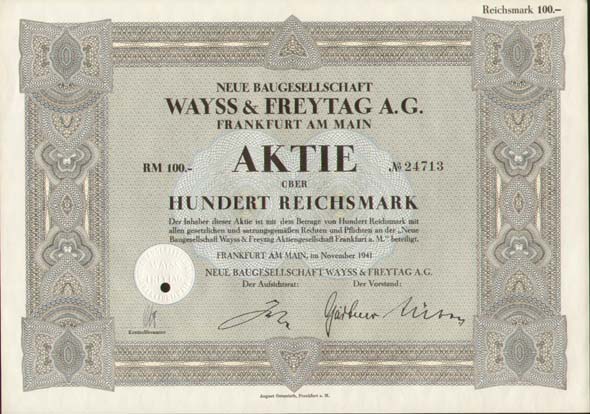 Reichsmark 100.–
NEUE BAUGESELLSCHAFT
WAYSS & FREYTAG A.G.
FRANKFURT AM MAIN
RM 100.- AKTIE № 24713
ÜBER
HUNDERT REICHSMARK
Der Inhaber dieser Aktie ist mit dem Betrage von Hundert Reichsmark mit
allen gesetzlichen und satzungsgemäßen Rechten und Pflichten an der „Neue
Baugesellschaft Wayss & Freytag Aktiengesellschaft Frankfurt a. M.“ beteiligt.
FRANKFURT AM MAIN, im November 1941
NEUE BAUGESELLSCHAFT WAYSS & FREYTAG A.G.
Der Aufsichtsrat: Der Vorstand:
Gärtner
Kontrollbeamter
August Osterrieth, Frankfurt a. M.